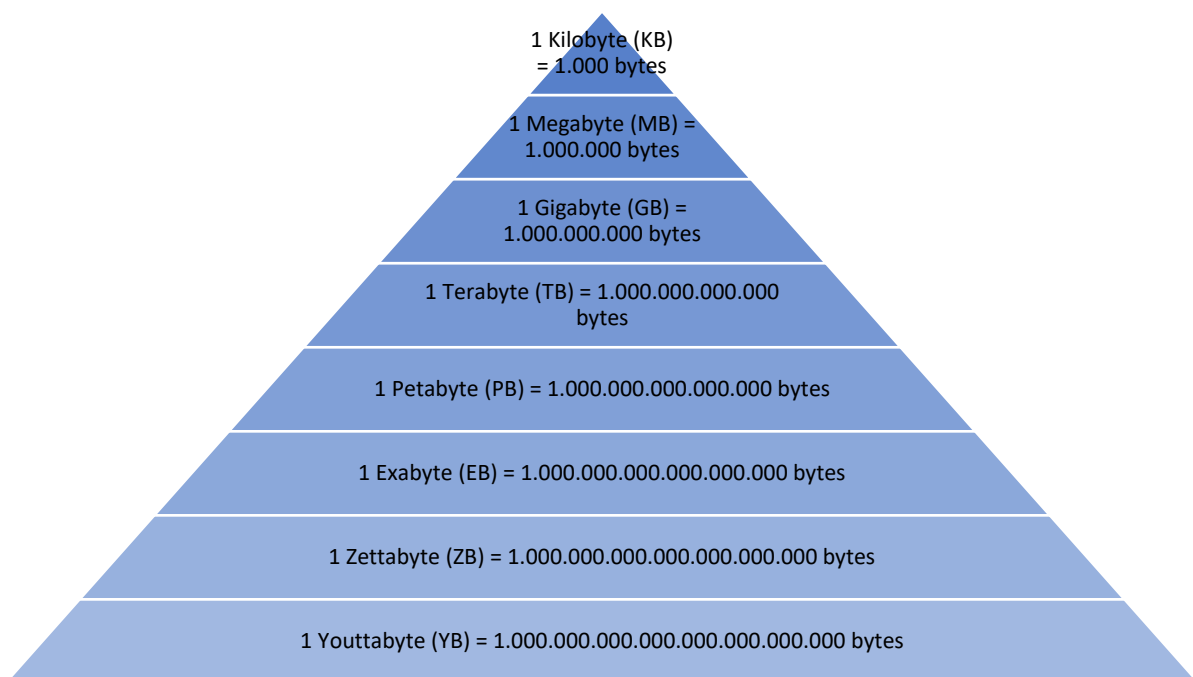 1 Kilobyte (KB)
= 1.000 bytes
1 Megabyte (MB) =
1.000.000 bytes
1 Gigabyte (GB) =
1.000.000.000 bytes
1 Terabyte (TB) = 1.000.000.000.000
bytes
1 Petabyte (PB) = 1.000.000.000.000.000 bytes
1 Exabyte (EB) = 1.000.000.000.000.000.000 bytes
1 Zettabyte (ZB) = 1.000.000.000.000.000.000.000 bytes
1 Youttabyte (YB) = 1.000.000.000.000.000.000.000.000 bytes